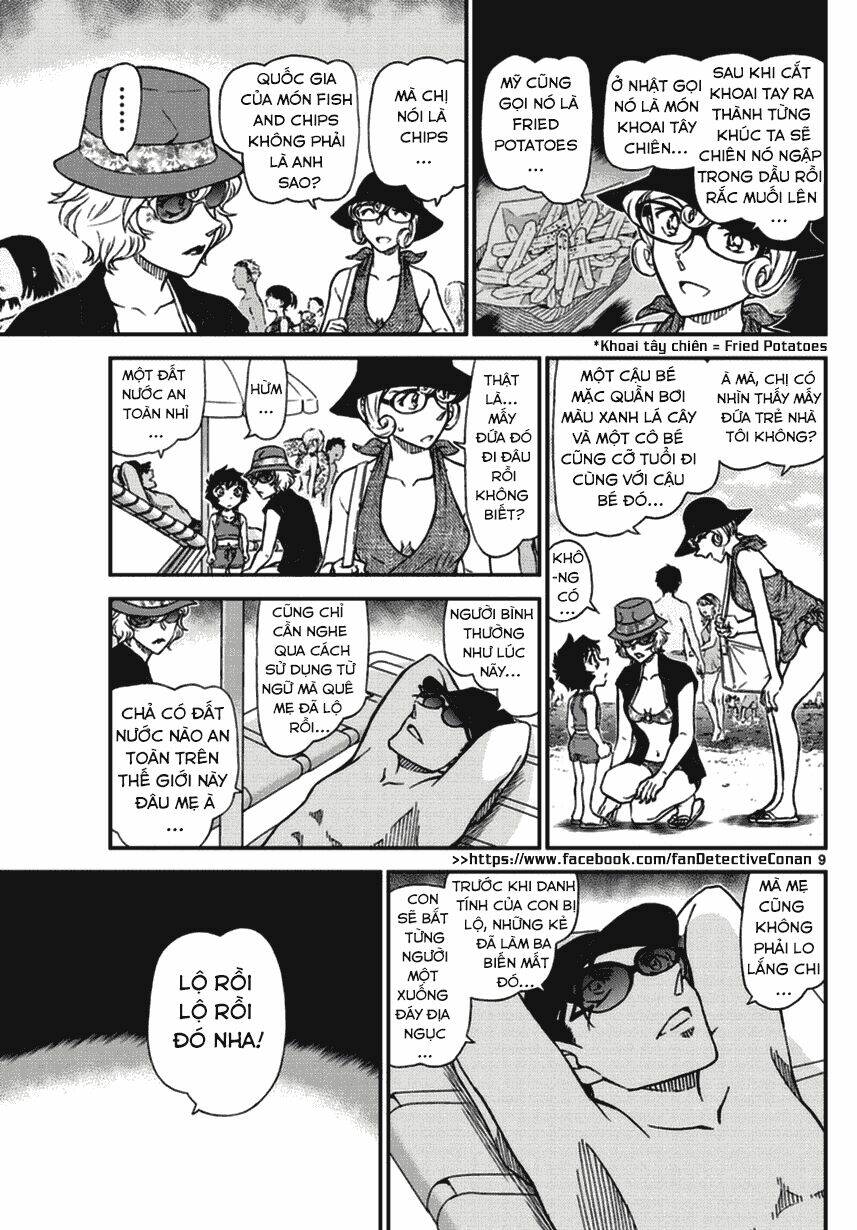 SAU KHI CẮT
KHOAI TAY RA
THÀNH TỪNG
KHÚC TA SẼ
CHIÊN NÓ NGẬP
TRONG DẦU RỒI
RẮC MUỐI LÊN
...
Ở NHẬT GỌI
NÓ LÀ MÓN
KHOAI TÂY
CHIÊN...
MỸ CŨNG
GỌI NÓ LÀ
FRIED
POTATOES
...
MÀ CHỊ
NÓI LÀ
CHIPS
...
QUỐC GIA
CỦA MÓN FISH
AND CHIPS
KHÔNG PHẢI
LÀ ANH
SAO?
......
*Khoai tây chiên = Fried Potatoes
À MÀ, CHỊ CÓ
NHÌN THẤY MẤY
ĐỨA TRẺ NHÀ
TÔI KHÔNG?
MỘT CẬU BÉ
MẶC QUẦN BƠI
MÀU XANH LÁ CÂY
VÀ MỘT CÔ BÉ
CŨNG CỠ TUỔI ĐI
CÙNG VỚI CẬU
BÉ ĐÓ...
KHÔ
-NG
CÓ
...
THẬT
LÀ...
MẤY
ĐỨA ĐÓ
ĐI ĐÂU
RỒI
KHÔNG
BIẾT?
HỪM
...
MỘT ĐẤT
NƯỚC AN
TOÀN NHỈ
...
NGƯỜI BÌNH
THƯỜNG
NHƯ LÚC
NÃY...
CŨNG CHỈ
CẦN NGHE
QUA CÁCH
SỬ DỤNG TỪ
NGỮ MÀ QUÊ
MẸ ĐÃ LỘ
RỒI...
CHẢ CÓ ĐẤT
NƯỚC NÀO AN
TOÀN TRÊN
THẾ GIỚI NÀY
ĐÂU MẸ À
...
>>https://www.facebook.com/fanDetectiveConan 9
MÀ MẸ
CŨNG
KHÔNG
PHẢI LO
LẮNG CHI
...
TRƯỚC KHI DANH
TÍNH CỦA CON BỊ
LỘ, NHỮNG KẺ
ĐÃ LÀM BA
BIẾN MẤT
ĐÓ...
CON
SẼ BẮT
TỪNG
NGƯỜI
MỘT
XUỐNG
ĐÁY ĐỊA
NGỤC
...
LỘ RỒI
LỘ RỒI
ĐÓ NHA!